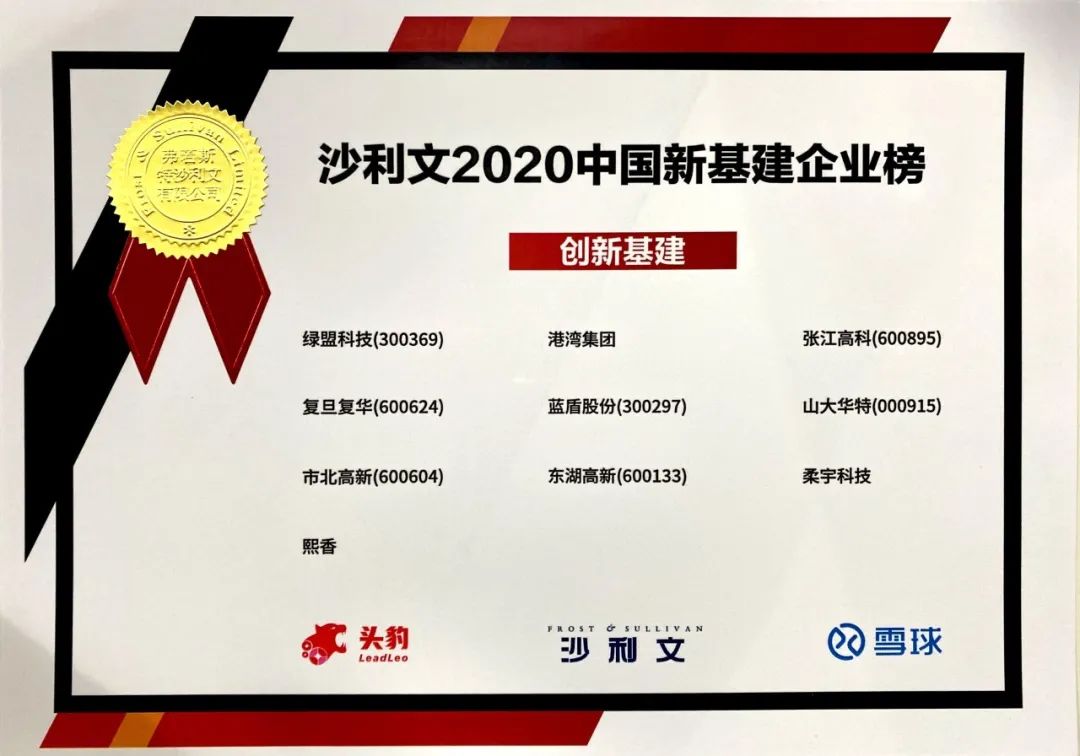 沙利文2020中国新基建企业榜
创新基建
Frost & Sullivan Limited
弗若斯
特沙利文
有限公司
绿盟科技(300369) 港湾集团 张江高科(600895)
复旦复华(600624) 蓝盾股份(300297) 山大华特(000915)
市北高新(600604) 东湖高新(600133) 柔宇科技
熙香
头豹
LeadLeo
FROST & SULLIVAN
沙利文
雪球